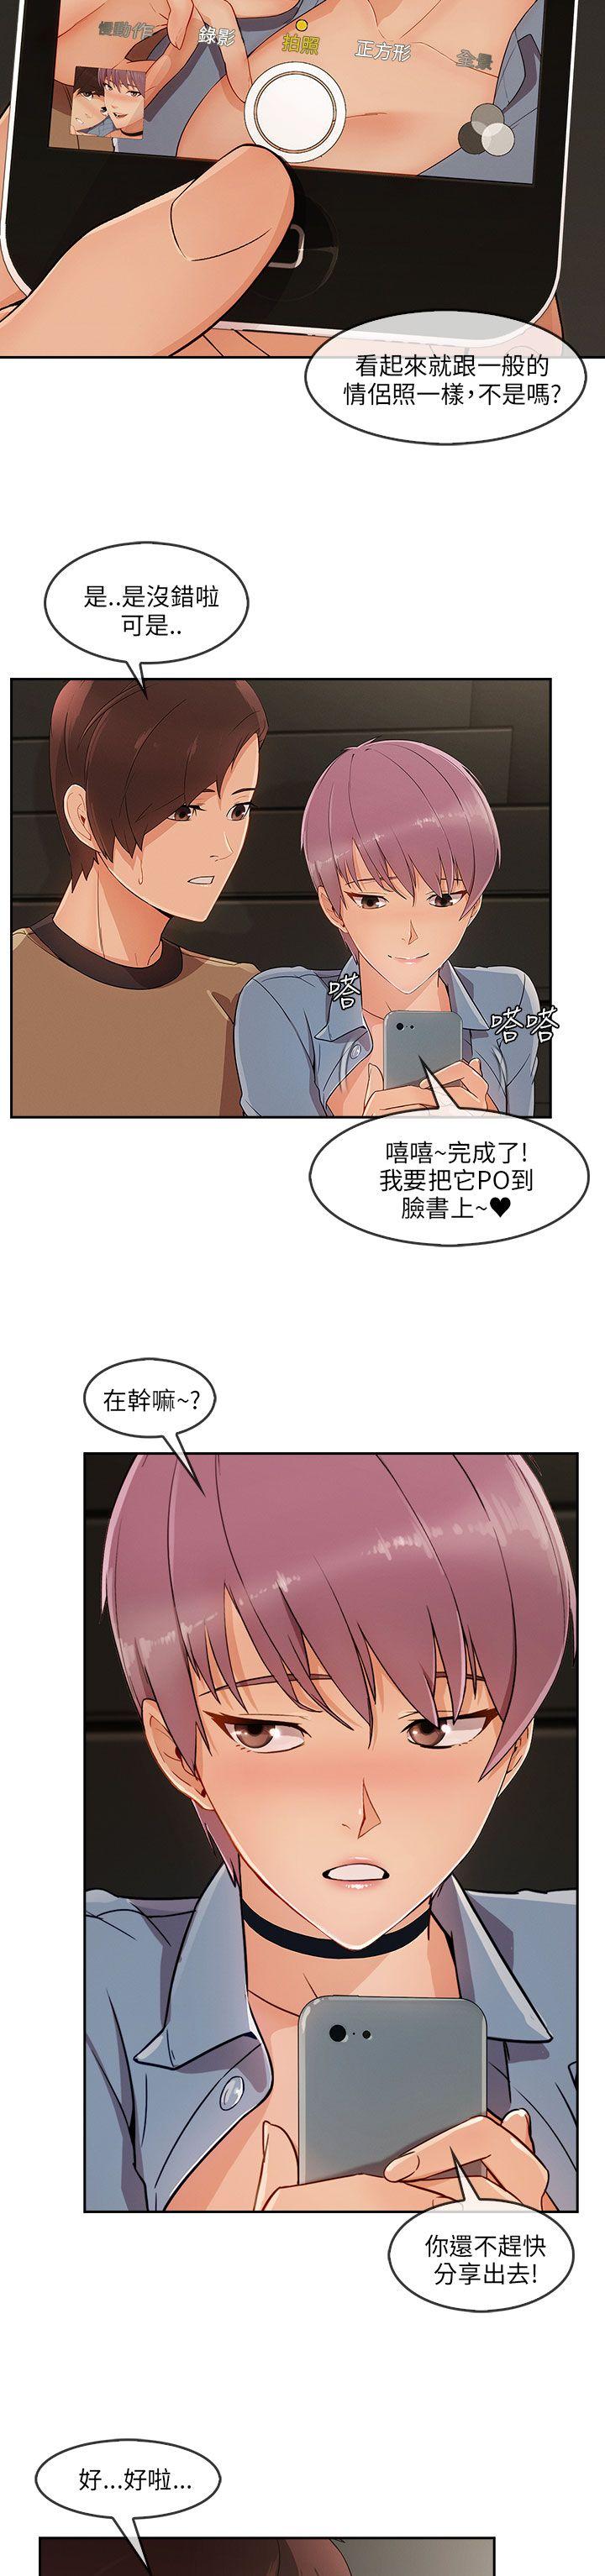 慢動作
錄影
拍照
正方形
全景
看起來就跟一般的
情侶照一樣，不是嗎?
是..是沒錯啦
可是..
嗒
嗒嗒
嘻嘻~完成了!
我要把它PO到
臉書上~♥
在幹嘛~?
你還不趕快
分享出去!
好...好啦...